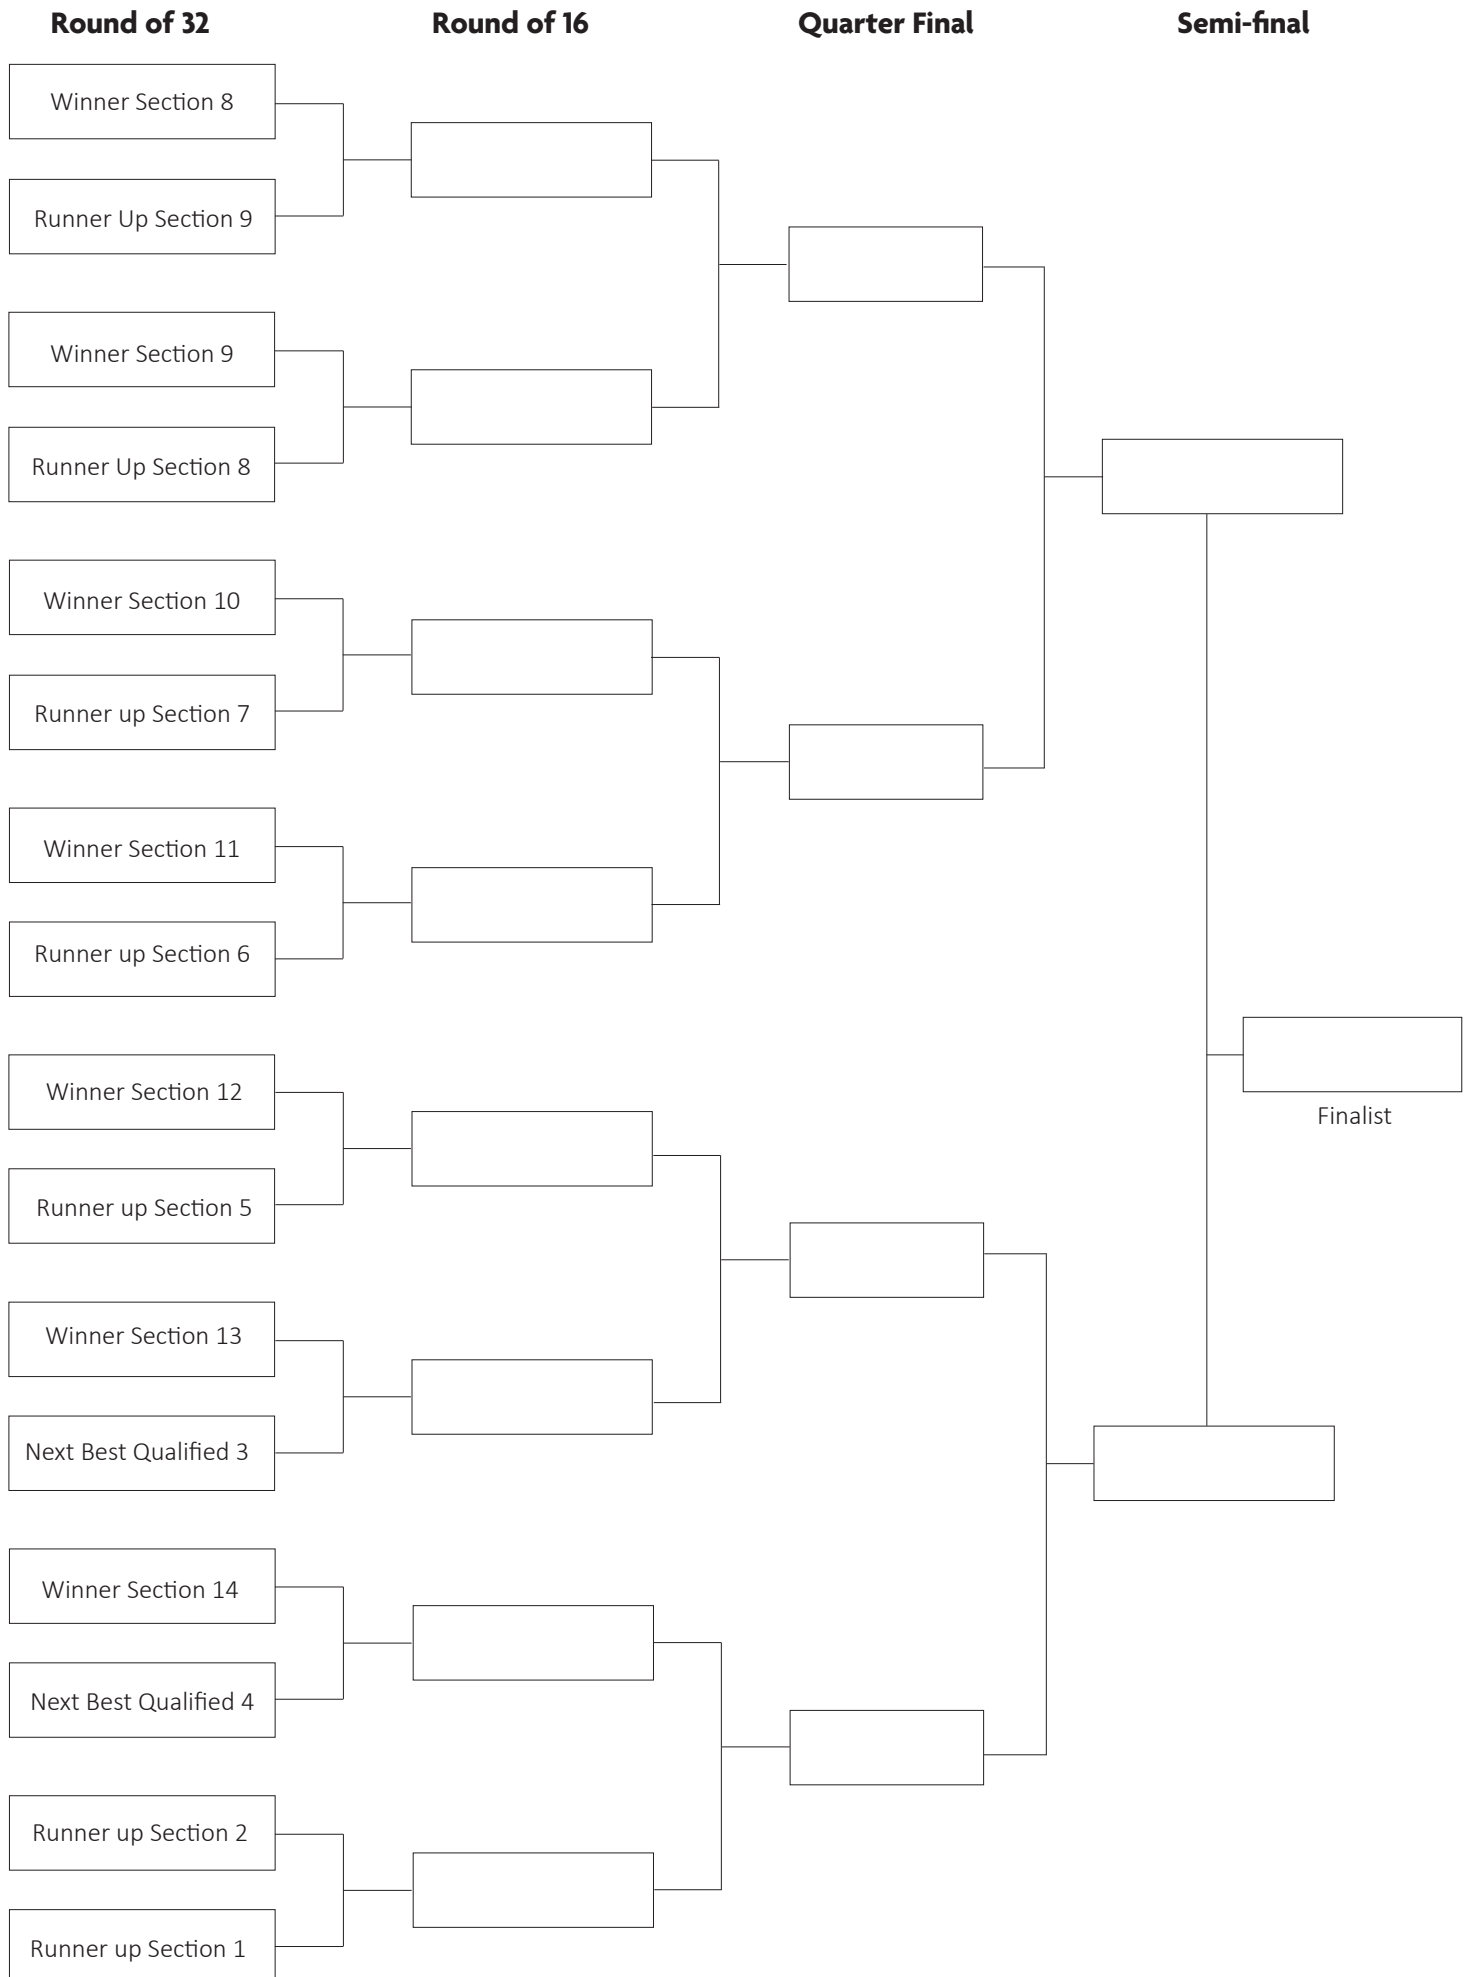 Round of 32
Round of 16
Quarter Final
Semi-final
Winner Section 8
Runner Up Section 9
Winner Section 9
Runner Up Section 8
Winner Section 10
Runner up Section 7
Winner Section 11
Runner up Section 6
Winner Section 12
Runner up Section 5
Winner Section 13
Next Best Qualified 3
Winner Section 14
Next Best Qualified 4
Runner up Section 2
Runner up Section 1
Finalist